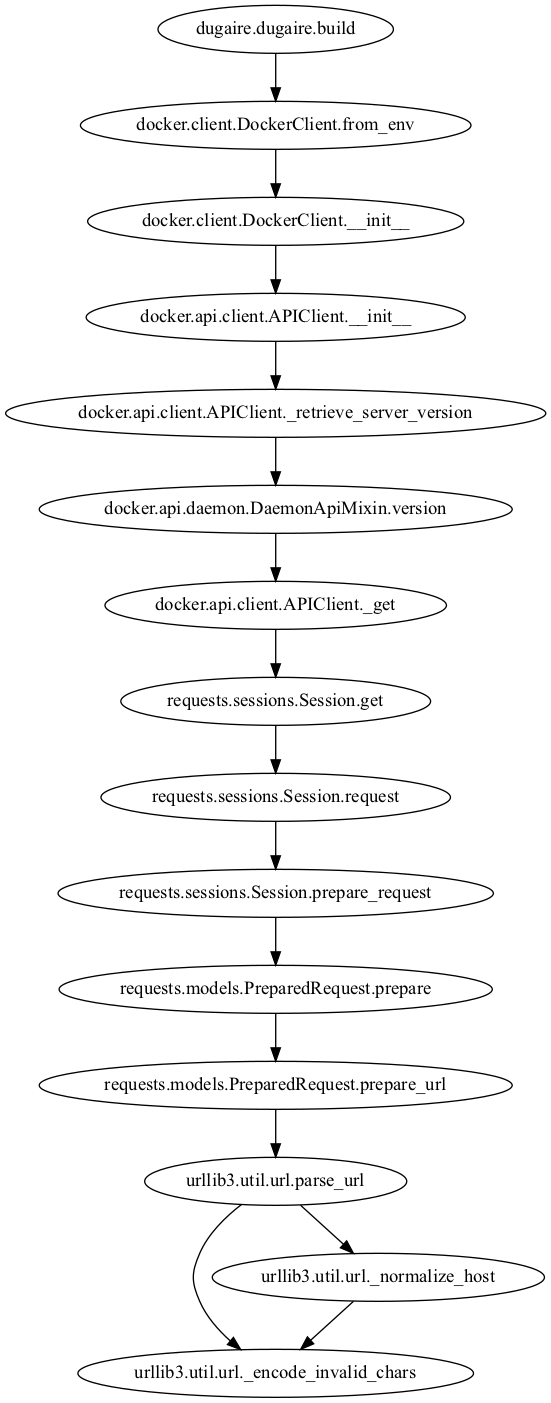 dugaire.dugaire.build
docker.client.DockerClient.from_env
docker.client.DockerClient.__init__
docker.api.client.APIClient.__init__
docker.api.client.APIClient._retrieve_server_version
docker.api.daemon.DaemonApiMixin.version
docker.api.client.APIClient._get
requests.sessions.Session.get
requests.sessions.Session.request
requests.sessions.Session.prepare_request
requests.models.PreparedRequest.prepare
requests.models.PreparedRequest.prepare_url
urllib3.util.url.parse_url
urllib3.util.url._normalize_host
urllib3.util.url._encode_invalid_chars